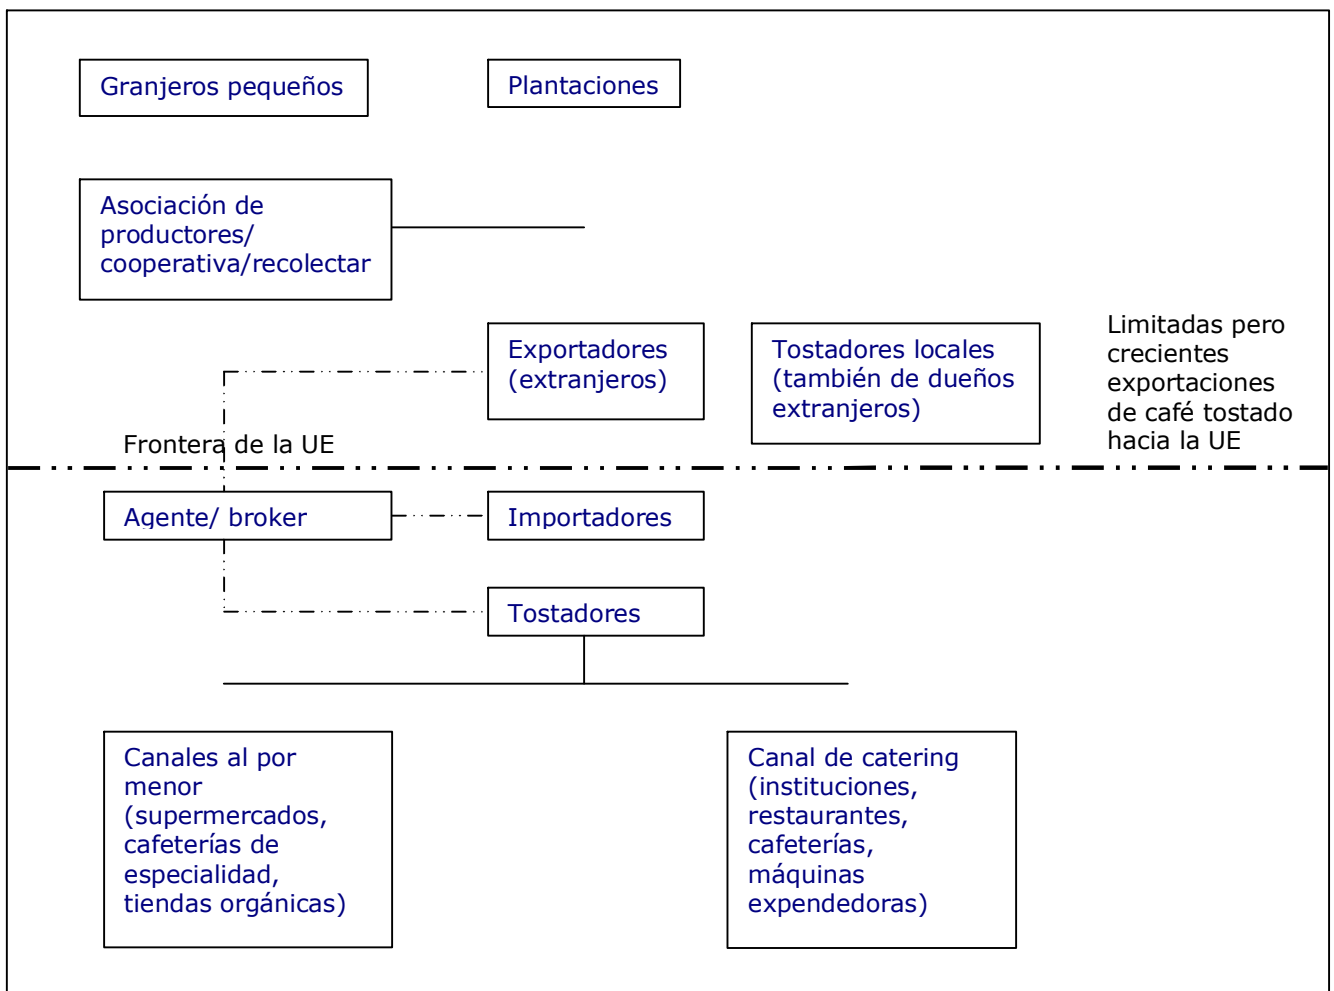 Granjeros pequeños
Plantaciones
Asociación de
productores/
cooperativa/recolectar
Exportadores
(extranjeros)
Tostadores locales
(también de dueños
extranjeros)
Limitadas pero
crecientes
exportaciones
de café tostado
hacia la UE
Frontera de la UE
Agente/ broker
Importadores
Tostadores
Canales al por
menor
(supermercados,
cafeterías de
especialidad,
tiendas orgánicas)
Canal de catering
(instituciones,
restaurantes,
cafeterías,
máquinas
expendedoras)